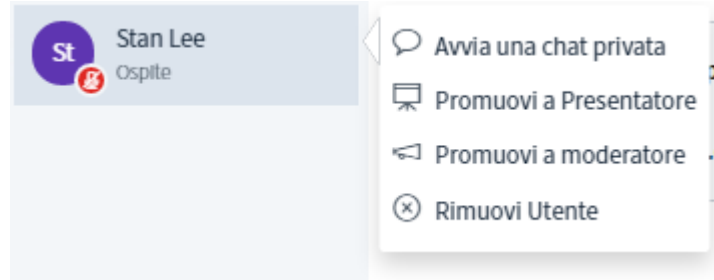 St
Stan Lee
Ospite
Avvia una chat privata
Promuovi a Presentatore
Promuovi a moderatore
Rimuovi Utente